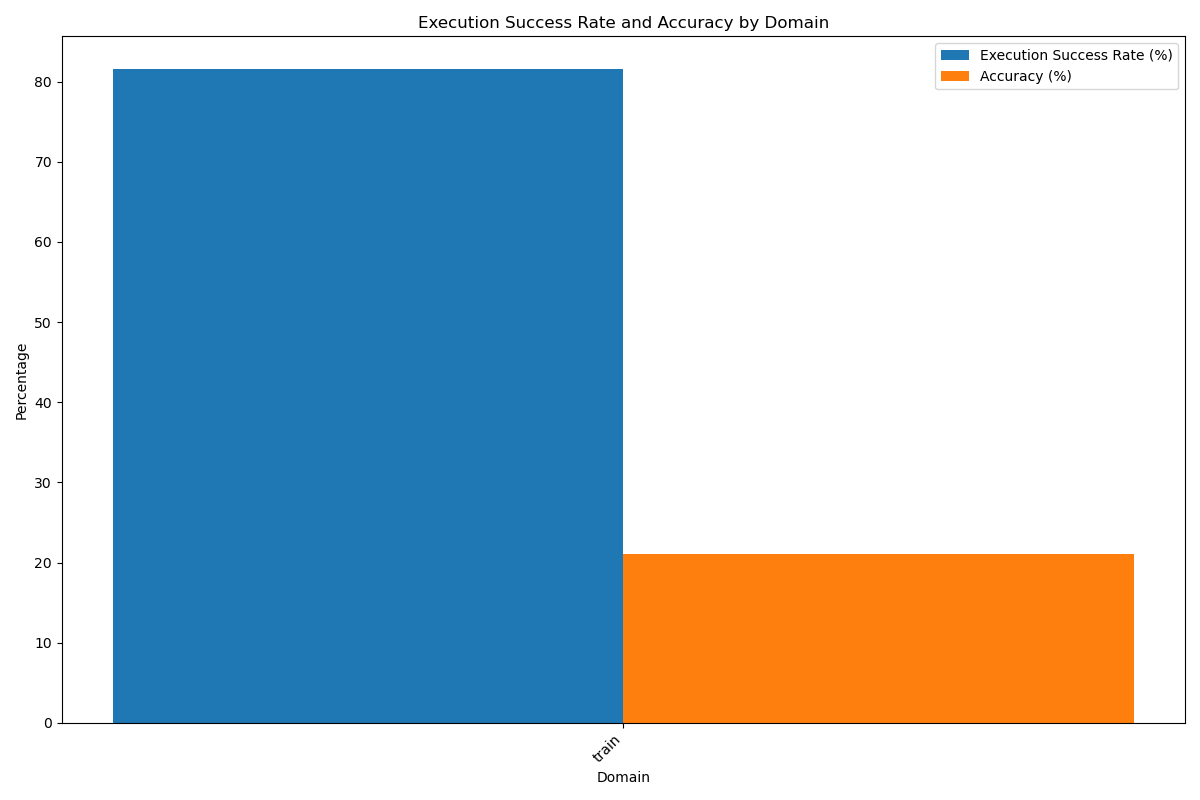 Execution Success Rate and Accuracy by Domain
Execution Success Rate (%)
Accuracy (%)
Percentage
80
70
60
50
40
30
20
10
0
train
Domain